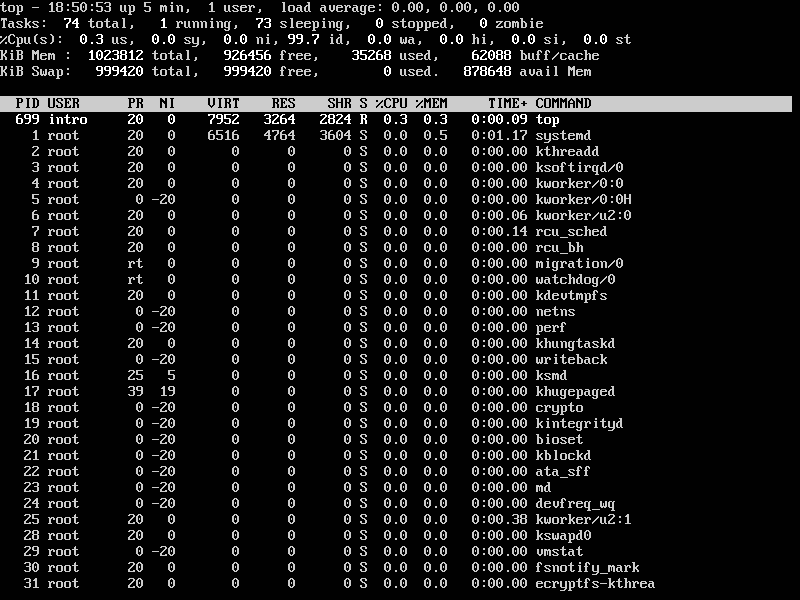 top - 18:50:53 up 5 min,  1 user,  load average: 0.00, 0.00, 0.00
Tasks:  74 total,   1 running,  73 sleeping,   0 stopped,   0 zombie
%Cpu(s):  0.3 us,  0.0 sy,  0.0 ni, 99.7 id,  0.0 wa,  0.0 hi,  0.0 si,  0.0 st
KiB Mem :  1023812 total,   926456 free,    35268 used,    62088 buff/cache
KiB Swap:   999420 total,   999420 free,        0 used.   878648 avail Mem
  PID USER      PR  NI    VIRT    RES    SHR S %CPU %MEM     TIME+ COMMAND
  699 intro     20   0    7952   3264   2824 R  0.3  0.3   0:00.09 top
    1 root      20   0    6516   4764   3604 S  0.0  0.5   0:01.17 systemd
    2 root      20   0       0      0      0 S  0.0  0.0   0:00.00 kthreadd
    3 root      20   0       0      0      0 S  0.0  0.0   0:00.00 ksoftirqd/0
    4 root      20   0       0      0      0 S  0.0  0.0   0:00.00 kworker/0:0
    5 root       0 -20       0      0      0 S  0.0  0.0   0:00.00 kworker/0:0H
    6 root      20   0       0      0      0 S  0.0  0.0   0:00.06 kworker/u2:0
    7 root      20   0       0      0      0 S  0.0  0.0   0:00.14 rcu_sched
    8 root      20   0       0      0      0 S  0.0  0.0   0:00.00 rcu_bh
    9 root      rt   0       0      0      0 S  0.0  0.0   0:00.00 migration/0
   10 root      rt   0       0      0      0 S  0.0  0.0   0:00.00 watchdog/0
   11 root      20   0       0      0      0 S  0.0  0.0   0:00.00 kdevtmpfs
   12 root       0 -20       0      0      0 S  0.0  0.0   0:00.00 netns
   13 root       0 -20       0      0      0 S  0.0  0.0   0:00.00 perf
   14 root      20   0       0      0      0 S  0.0  0.0   0:00.00 khungtaskd
   15 root       0 -20       0      0      0 S  0.0  0.0   0:00.00 writeback
   16 root      25   5       0      0      0 S  0.0  0.0   0:00.00 ksmd
   17 root      39  19       0      0      0 S  0.0  0.0   0:00.00 khugepaged
   18 root       0 -20       0      0      0 S  0.0  0.0   0:00.00 crypto
   19 root       0 -20       0      0      0 S  0.0  0.0   0:00.00 kintegrityd
   20 root       0 -20       0      0      0 S  0.0  0.0   0:00.00 bioset
   21 root       0 -20       0      0      0 S  0.0  0.0   0:00.00 kblockd
   22 root       0 -20       0      0      0 S  0.0  0.0   0:00.00 ata_sff
   23 root       0 -20       0      0      0 S  0.0  0.0   0:00.00 md
   24 root       0 -20       0      0      0 S  0.0  0.0   0:00.00 devfreq_wq
   25 root      20   0       0      0      0 S  0.0  0.0   0:00.38 kworker/u2:1
   28 root      20   0       0      0      0 S  0.0  0.0   0:00.00 kswapd0
   29 root       0 -20       0      0      0 S  0.0  0.0   0:00.00 vmstat
   30 root      20   0       0      0      0 S  0.0  0.0   0:00.00 fsnotify_mark
   31 root      20   0       0      0      0 S  0.0  0.0   0:00.00 ecryptfs-kthrea